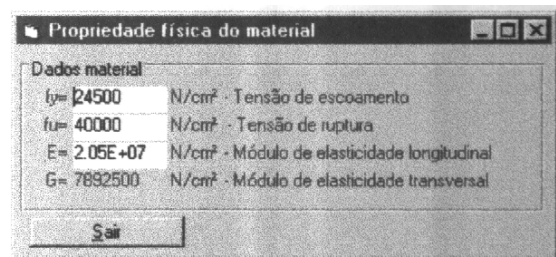 Propriedade física do material
Dados material
fy= 24500 N/cm² - Tensão de escoamento
fu= 40000 N/cm² - Tensão de ruptura
E= 2.05E+07 N/cm² - Módulo de elasticidade longitudinal
G= 7892500 N/cm² - Módulo de elasticidade transversal
Sair